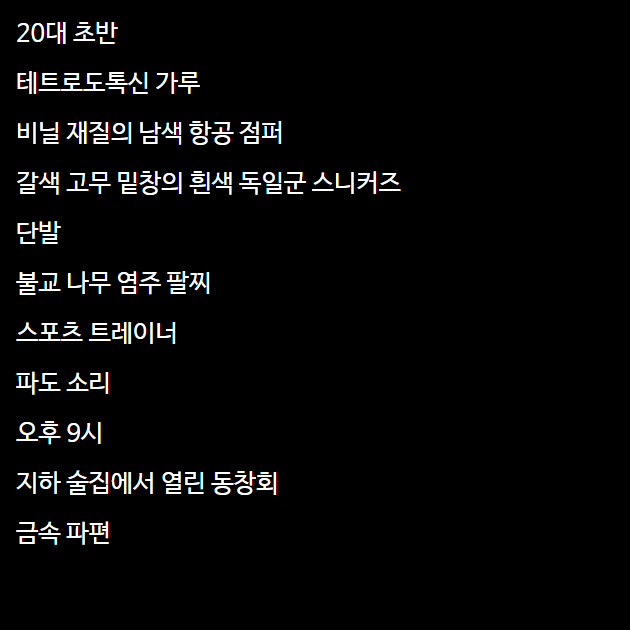 20대 초반
테트로도톡신 가루
비닐 재질의 남색 항공 점퍼
갈색 고무 밑창의 흰색 독일군 스니커즈
단발
불교 나무 염주 팔찌
스포츠 트레이너
파도 소리
오후 9시
지하 술집에서 열린 동창회
금속 파편